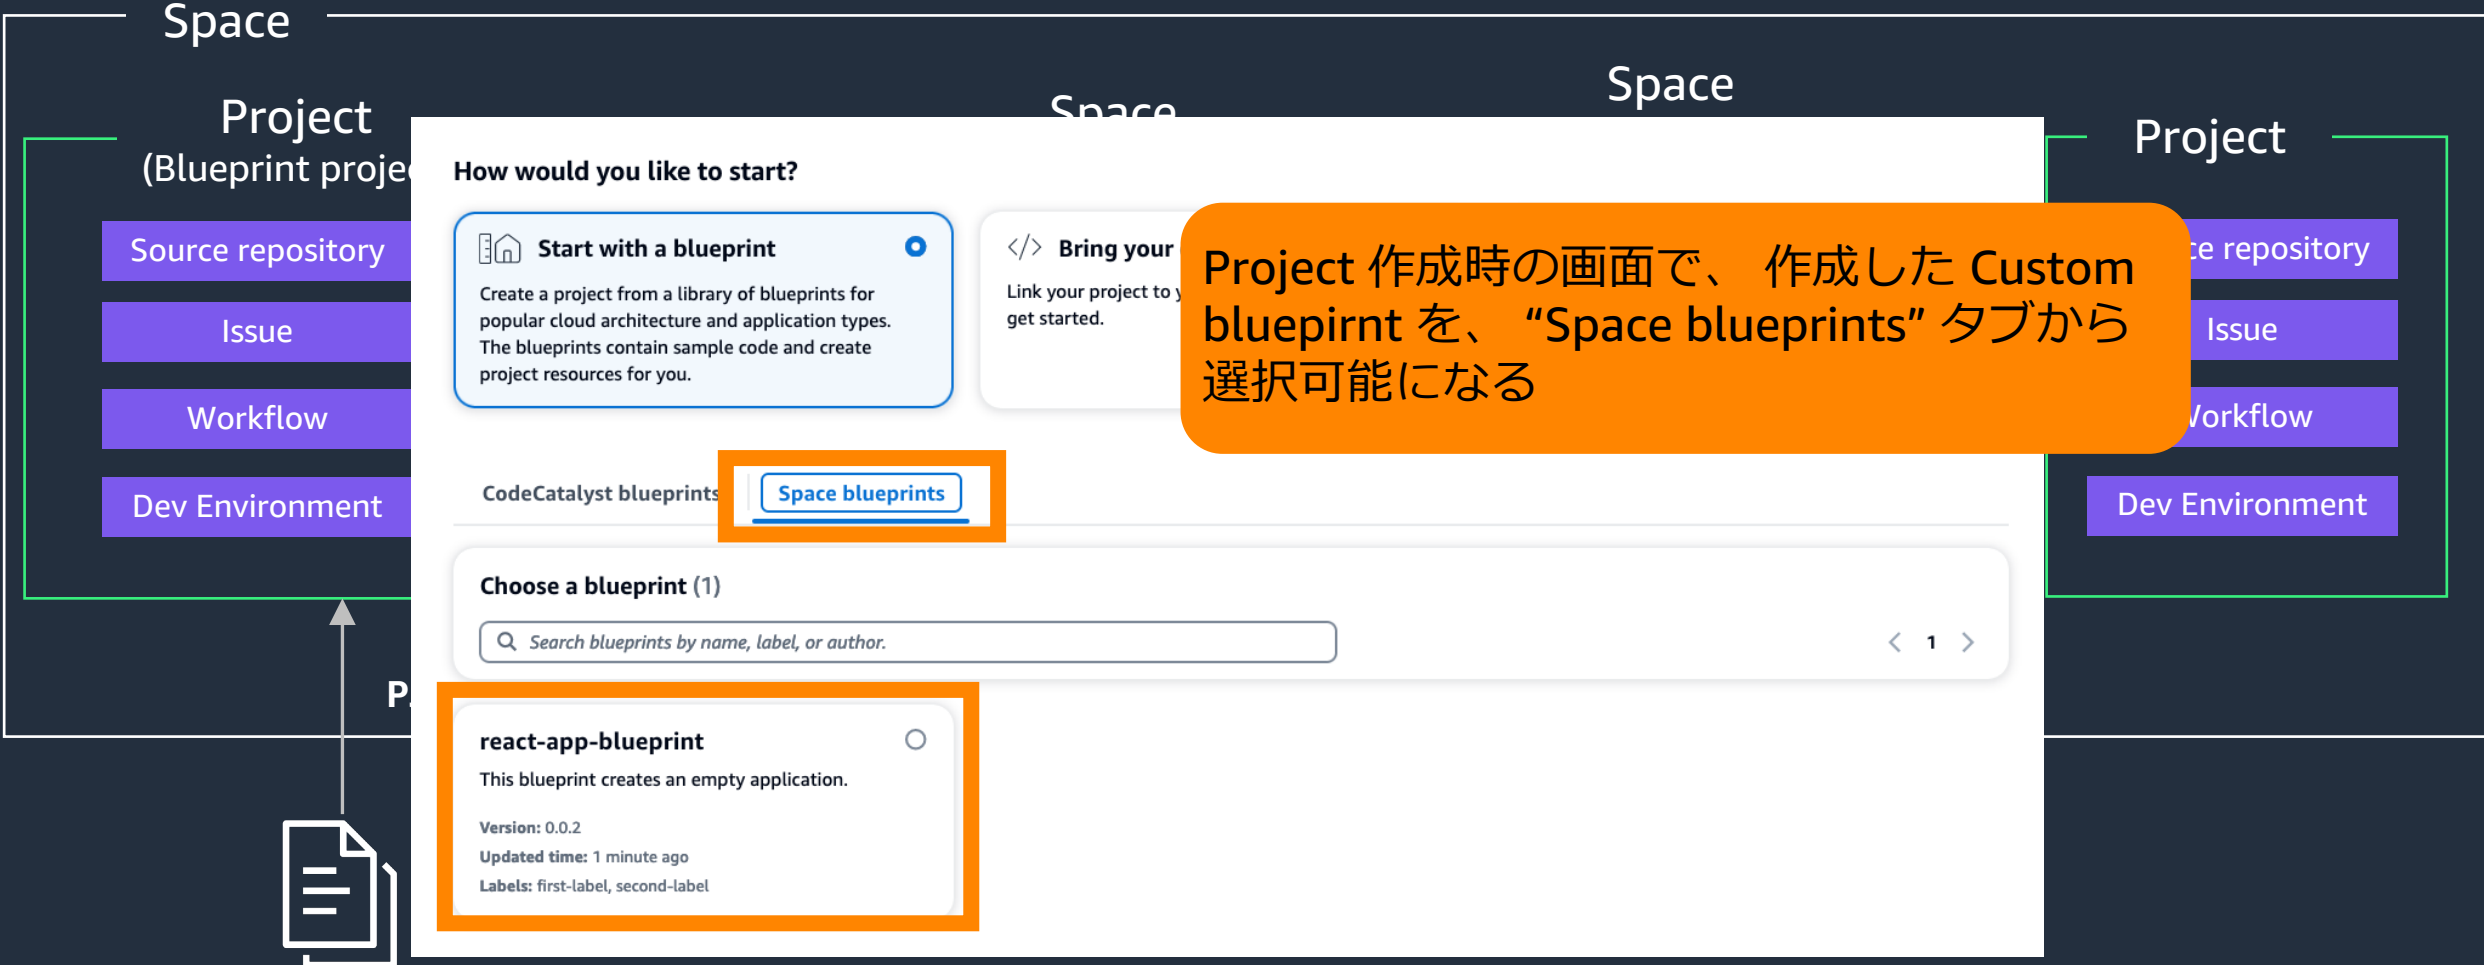 Space
Project
(Blueprint
Source repository
Issue
Workflow
Dev Environment
Space
Space
Project
repository
Issue
Workflow
Dev Environment
How would you like to start?
Start with a blueprint
Create a project from a library of blueprints for
popular cloud architecture and application types.
The blueprints contain sample code and create
project resources for you.
</> Bring your
Link your project to
get started.
Project 作成時の画面で、 作成した Custom
bluepirnt を、 “Space blueprints” タブから
選択可能になる
CodeCatalyst blueprints
Space blueprints
Choose a blueprint (1)
Search blueprints by name, label, or author.
< 1 >
react-app-blueprint
This blueprint creates an empty application.
Version: 0.0.2
Updated time: 1 minute ago
Labels: first-label, second-label